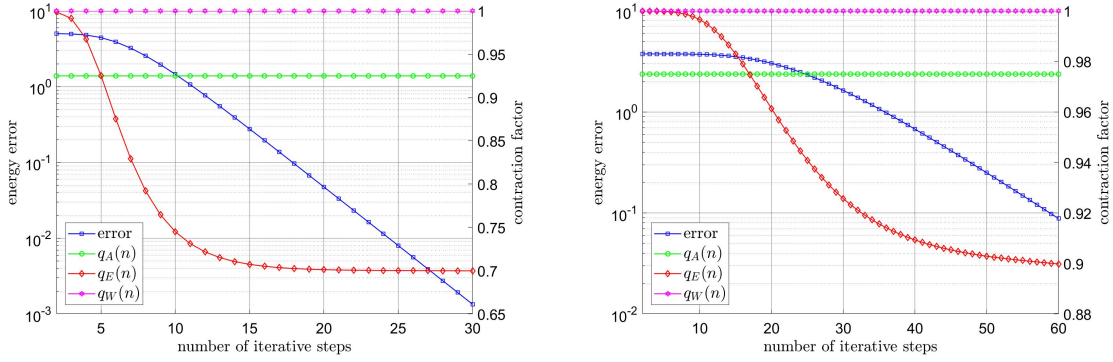 10^1
10^0
10^-1
10^-2
10^-3
energy error
1
0.95
0.9
0.85
0.8
0.75
0.7
0.65
contraction factor
error
q_A(n)
q_E(n)
q_W(n)
5 10 15 20 25 30
number of iterative steps
10^1
10^0
10^-1
10^-2
energy error
1
0.98
0.96
0.94
0.92
0.9
0.88
contraction factor
error
q_A(n)
q_E(n)
q_W(n)
10 20 30 40 50 60
number of iterative steps